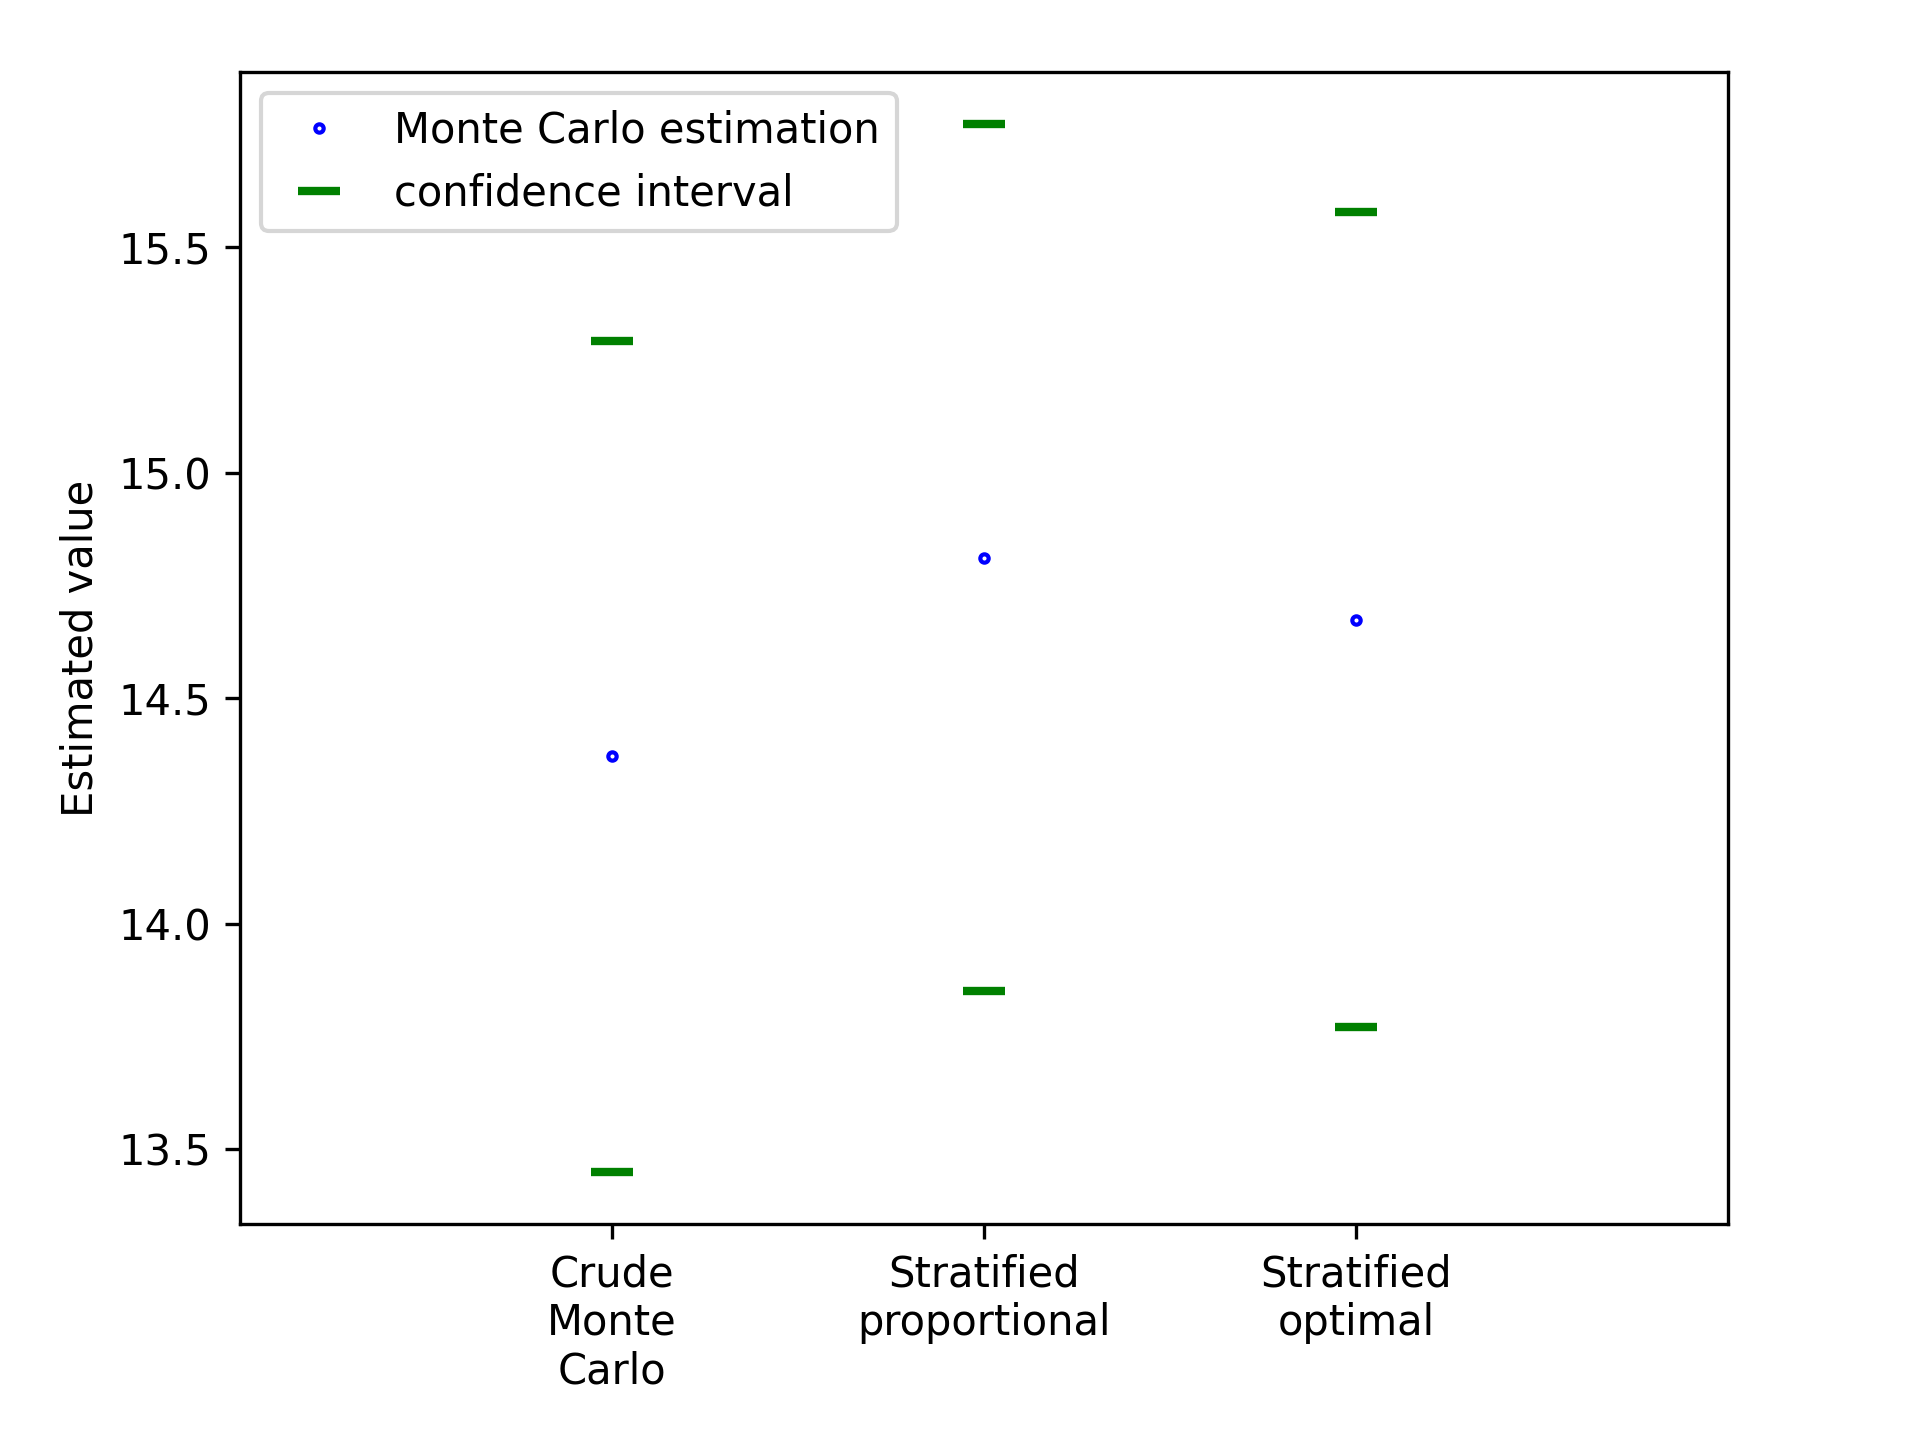 Monte Carlo estimation
confidence interval
15.5
15.0
14.5
14.0
13.5
Estimated value
Crude
Monte
Carlo
Stratified
proportional
Stratified
optimal